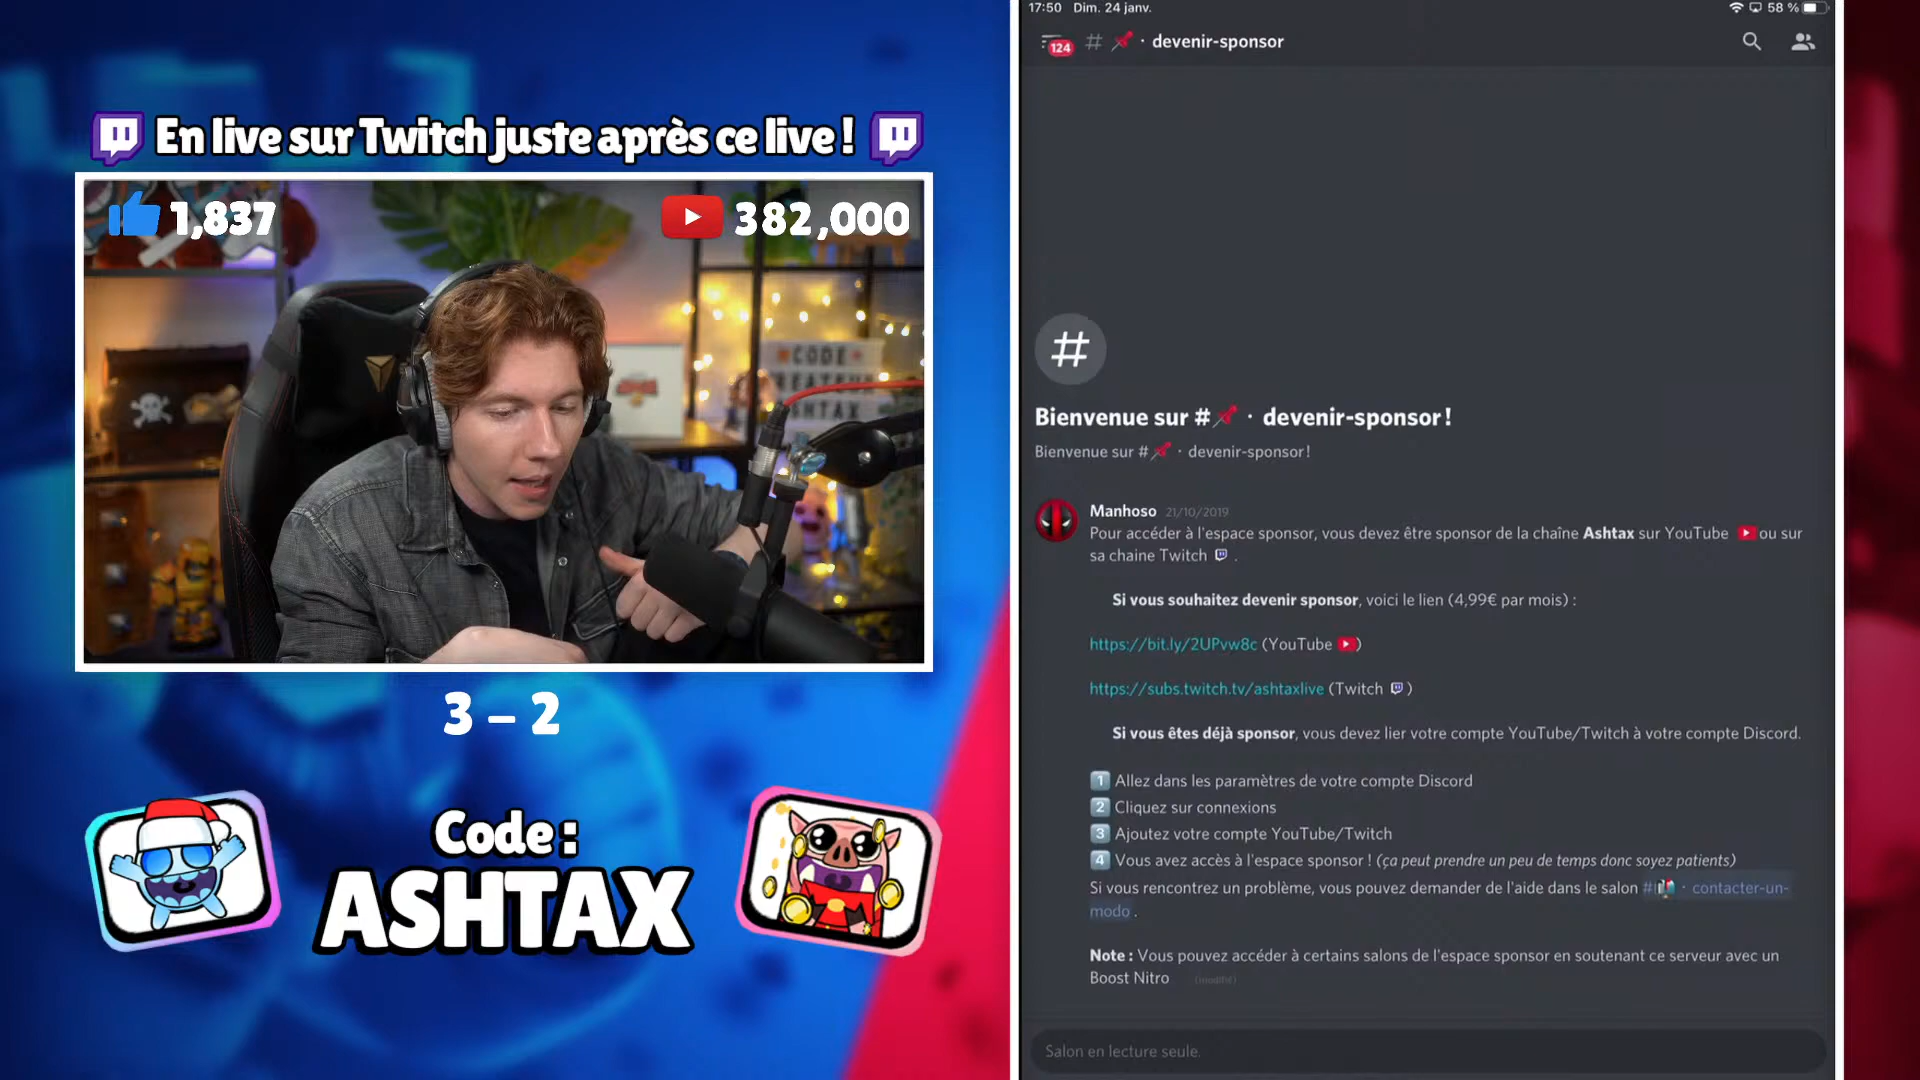 En live sur Twitch juste après ce live !
1,837
382,000
CODE
ASHTAX
3 – 2
Code :
ASHTAX
17:50 Dim. 24 janv.
58 %
124
# · devenir-sponsor
#
Bienvenue sur # · devenir-sponsor !
Bienvenue sur # · devenir-sponsor !
Manhoso 21/10/2019
Pour accéder à l'espace sponsor, vous devez être sponsor de la chaîne Ashtax sur YouTube ou sur
sa chaine Twitch .
Si vous souhaitez devenir sponsor, voici le lien (4,99€ par mois) :
https://bit.ly/2UPvw8c (YouTube )
https://subs.twitch.tv/ashtaxlive (Twitch )
Si vous êtes déjà sponsor, vous devez lier votre compte YouTube/Twitch à votre compte Discord.
1 Allez dans les paramètres de votre compte Discord
2 Cliquez sur connexions
3 Ajoutez votre compte YouTube/Twitch
4 Vous avez accès à l'espace sponsor ! (ça peut prendre un peu de temps donc soyez patients)
Si vous rencontrez un problème, vous pouvez demander de l'aide dans le salon # · contacter-un-
modo .
Note : Vous pouvez accéder à certains salons de l'espace sponsor en soutenant ce serveur avec un
Boost Nitro (modifié)
Salon en lecture seule.